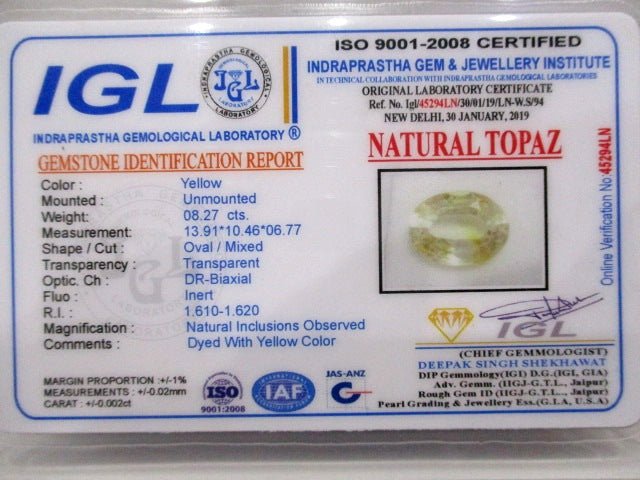 IGL
INDRAPRASTHA GEMOLOGICAL
JGL
LABORATORY
INDRAPRASTHA GEMOLOGICAL LABORATORY ®
GEMSTONE IDENTIFICATION REPORT
Color : Yellow
Mounted : Unmounted
Weight: 08.27 cts.
Measurement: 13.91*10.46*06.77
Shape / Cut : Oval / Mixed
Transparency : Transparent
Optic. Ch : DR-Biaxial
Fluo : Inert
R.I. : 1.610-1.620
Magnification : Natural Inclusions Observed
Comments : Dyed With Yellow Color
MARGIN PROPORTION : +/-1%
MEASUREMENTS : +/-0.02mm
CARAT : +/-0.002ct
ISO
9001:2008
IAF
JAS-ANZ
ISO 9001-2008 CERTIFIED
INDRAPRASTHA GEM & JEWELLERY INSTITUTE
IN TECHNICAL COLLABORATION WITH INDRAPRASTHA GEMOLOGICAL LABORATORIES
ORIGINAL LABORATORY CERTIFICATE
Ref. No. Igl/45294LN/30/01/19/LN-W.S/94
NEW DELHI, 30 JANUARY, 2019
NATURAL TOPAZ
Online Verification No:45294LN
IGL
(CHIEF GEMMOLOGIST)
DEEPAK SINGH SHEKHAWAT
DIP Gemmology(IGI) D.G.(IGL, GIA)
Adv. Gemm. (IIGJ-G.T.L., Jaipur)
Rough Gem ID (IIGJ-G.T.L., Jaipur)
Pearl Grading & Jewellery Ess.(G.I.A, U.S.A)